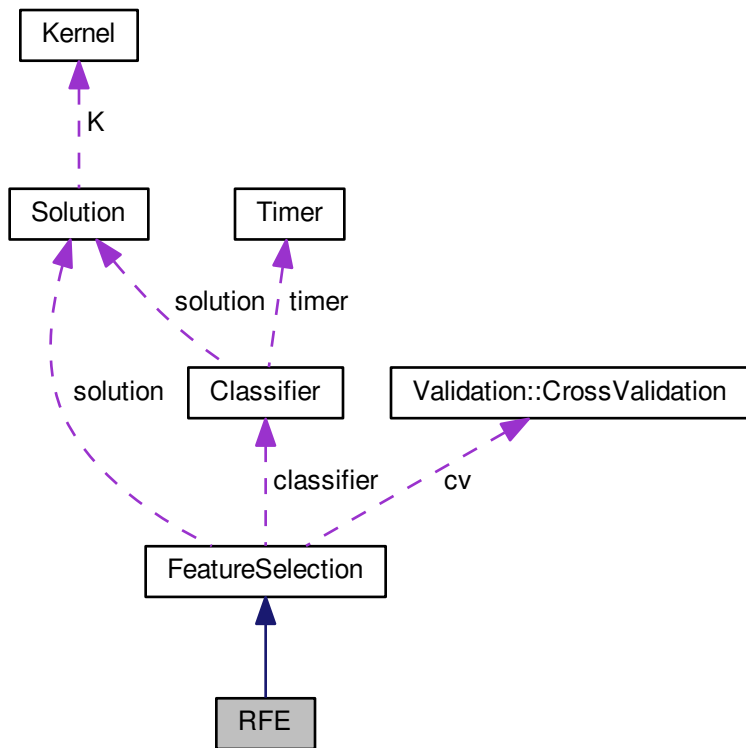 Kernel
K
Solution
Timer
solution
timer
solution
Classifier
Validation::CrossValidation
classifier
cv
FeatureSelection
RFE